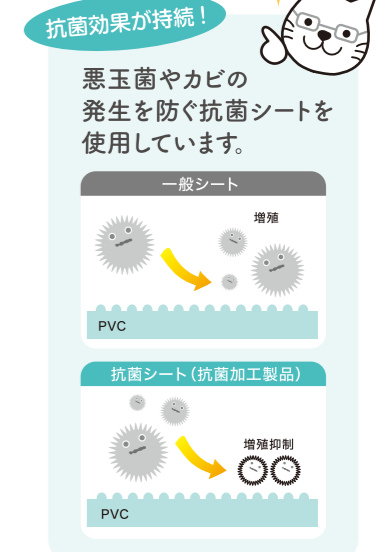 抗菌効果が持続！
悪玉菌やカビの
発生を防ぐ抗菌シートを
使用しています。
一般シート
増殖
PVC
抗菌シート（抗菌加工製品）
増殖抑制
PVC